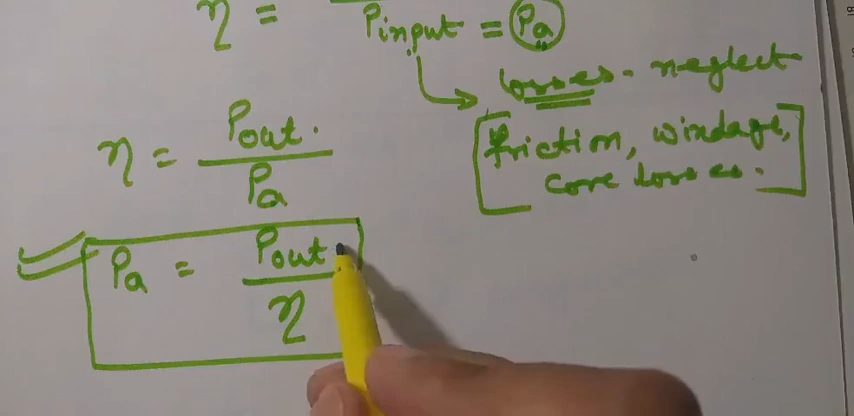 η =
Pinput = Pa
losses. neglect
[friction, windage,
core losses.]
η = Pout. / Pa
Pa = Pout / η